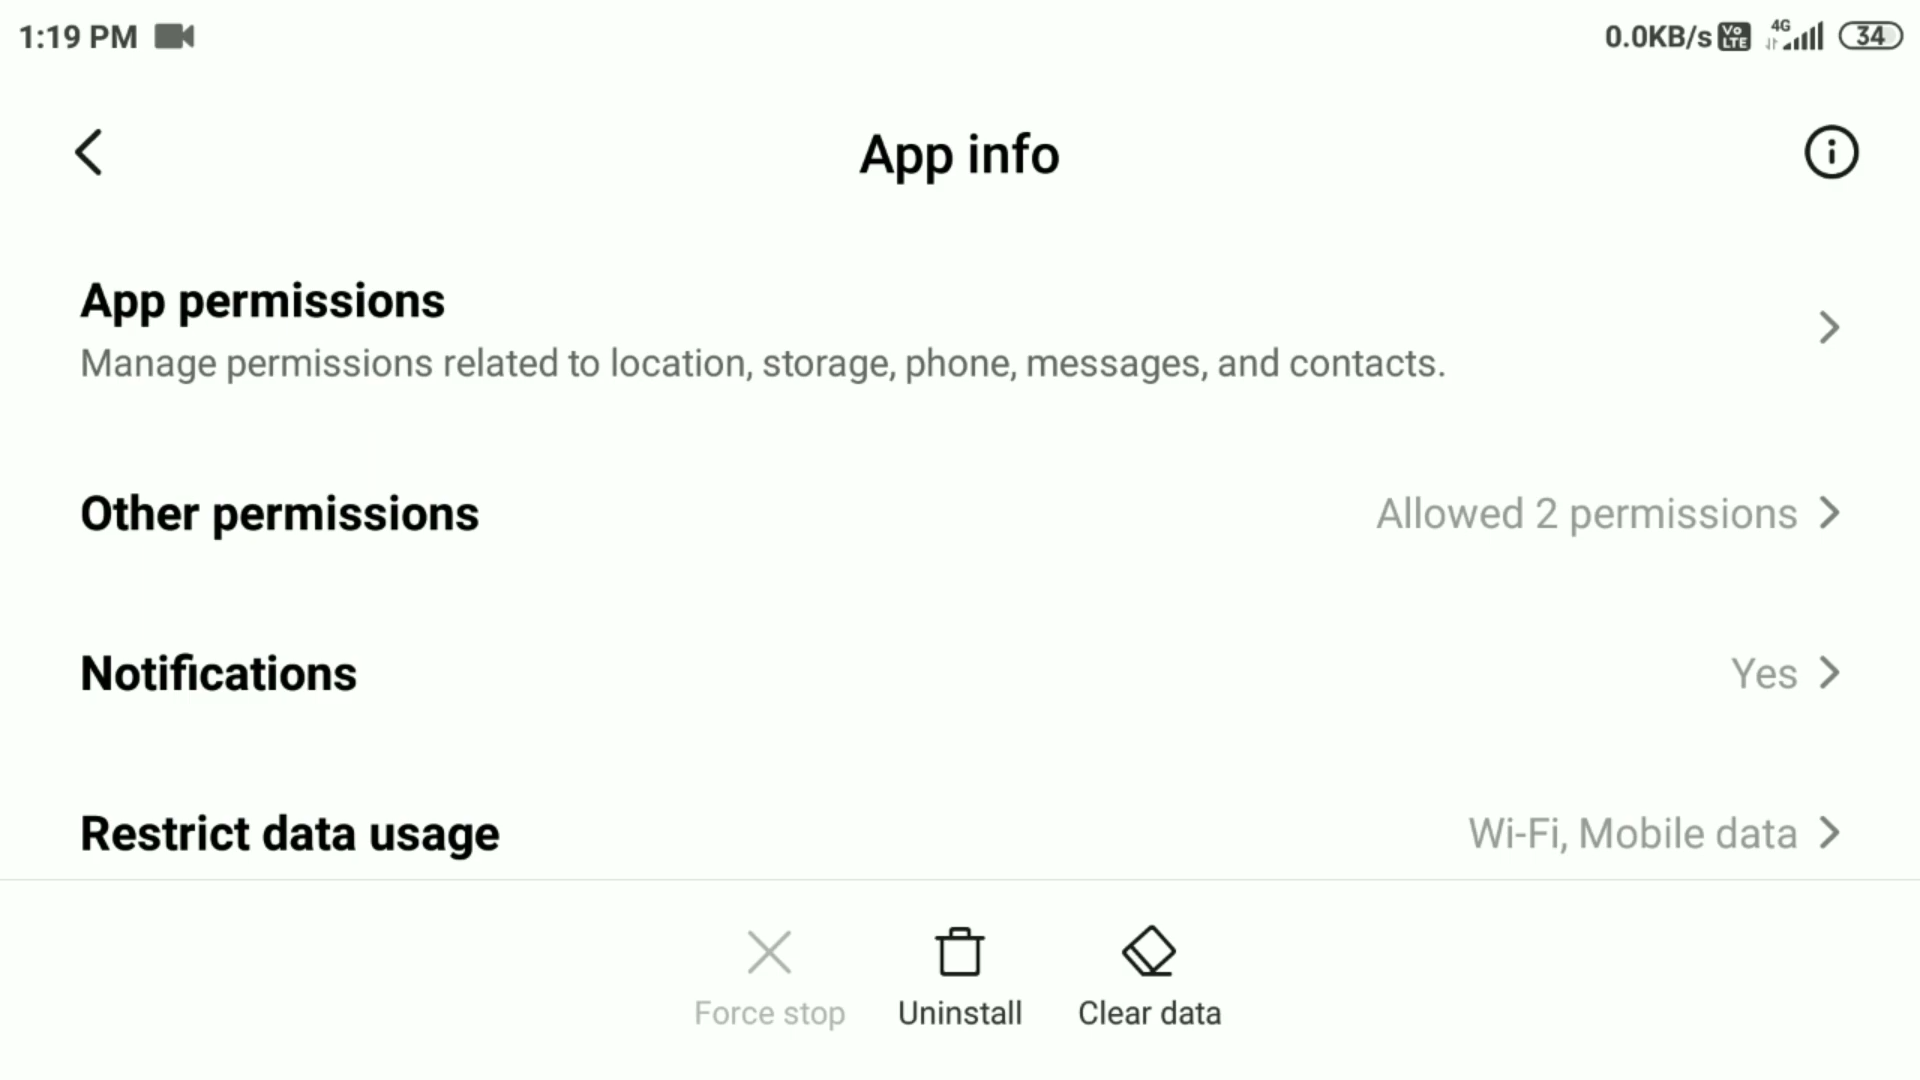 1:19 PM 0.0KB/s Vo LTE 4G 34
App info
App permissions
Manage permissions related to location, storage, phone, messages, and contacts.
Other permissions Allowed 2 permissions
Notifications Yes
Restrict data usage Wi-Fi, Mobile data
Force stop Uninstall Clear data